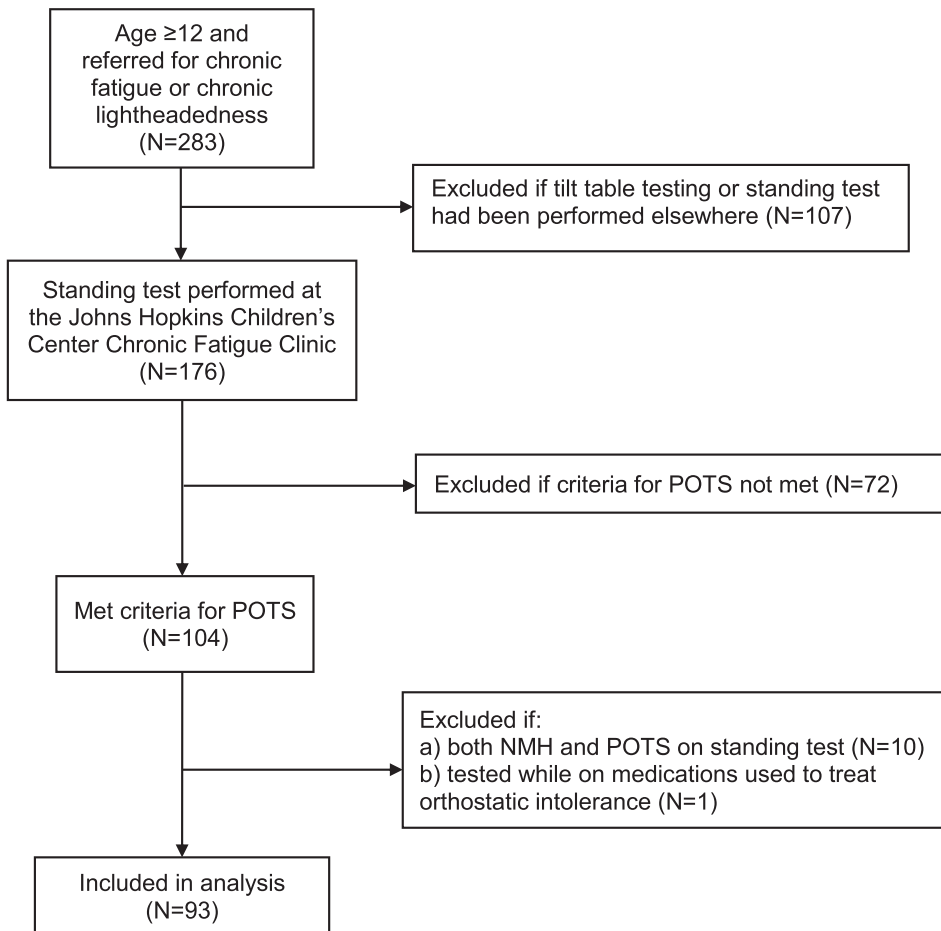 Age ≥12 and
referred for chronic
fatigue or chronic
lightheadedness
(N=283)
Excluded if tilt table testing or standing test
had been performed elsewhere (N=107)
Standing test performed at
the Johns Hopkins Children's
Center Chronic Fatigue Clinic
(N=176)
Excluded if criteria for POTS not met (N=72)
Met criteria for POTS
(N=104)
Excluded if:
a) both NMH and POTS on standing test (N=10)
b) tested while on medications used to treat
orthostatic intolerance (N=1)
Included in analysis
(N=93)